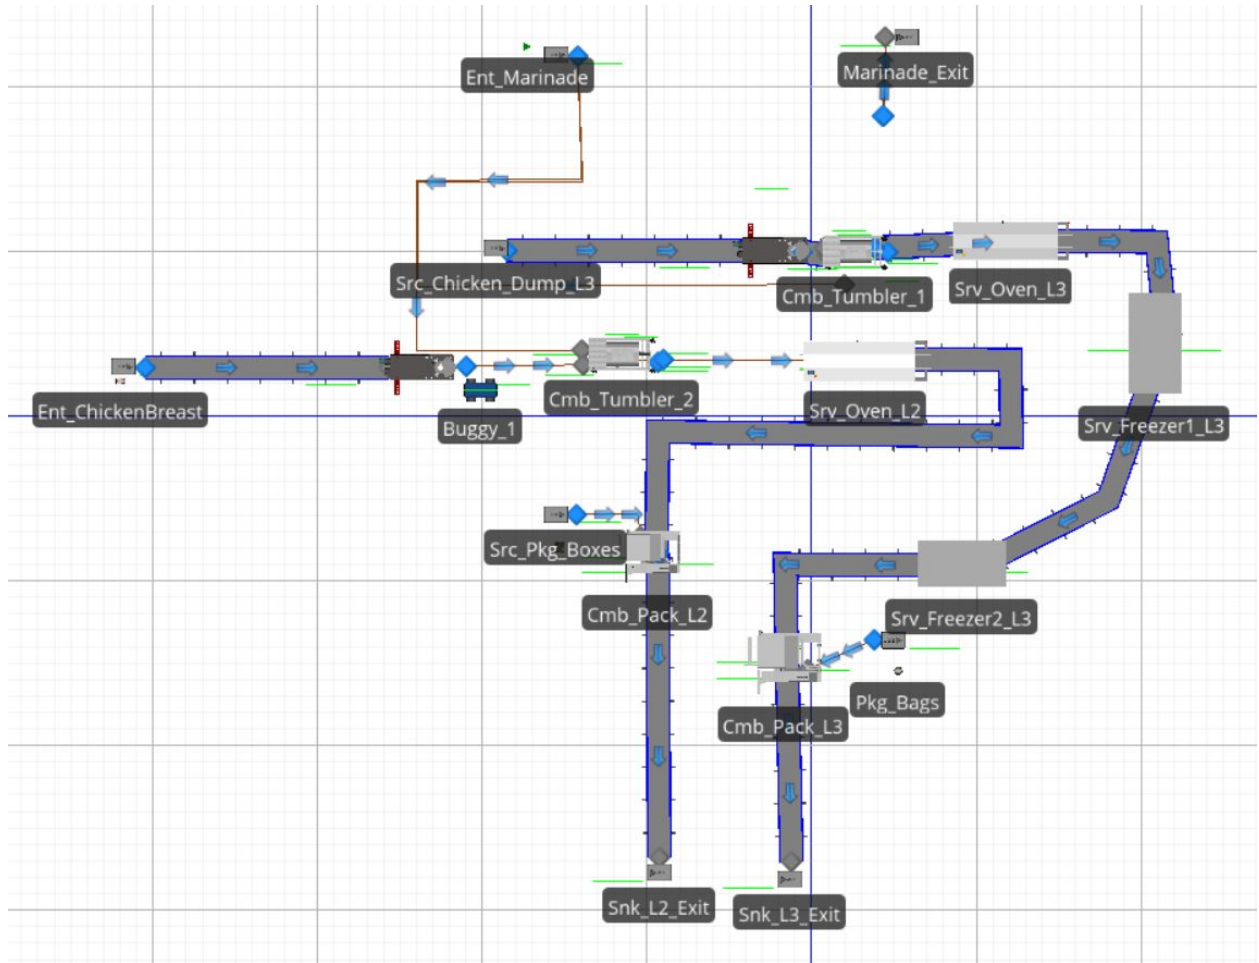 Ent_Marinade
Marinade_Exit
Src_Chicken_Dump_L3
Cmb_Tumbler_1
Srv_Oven_L3
Ent_ChickenBreast
Buggy_1
Cmb_Tumbler_2
Srv_Oven_L2
Srv_Freezer1_L3
Src_Pkg_Boxes
Cmb_Pack_L2
Srv_Freezer2_L3
Pkg_Bags
Cmb_Pack_L3
Snk_L2_Exit
Snk_L3_Exit